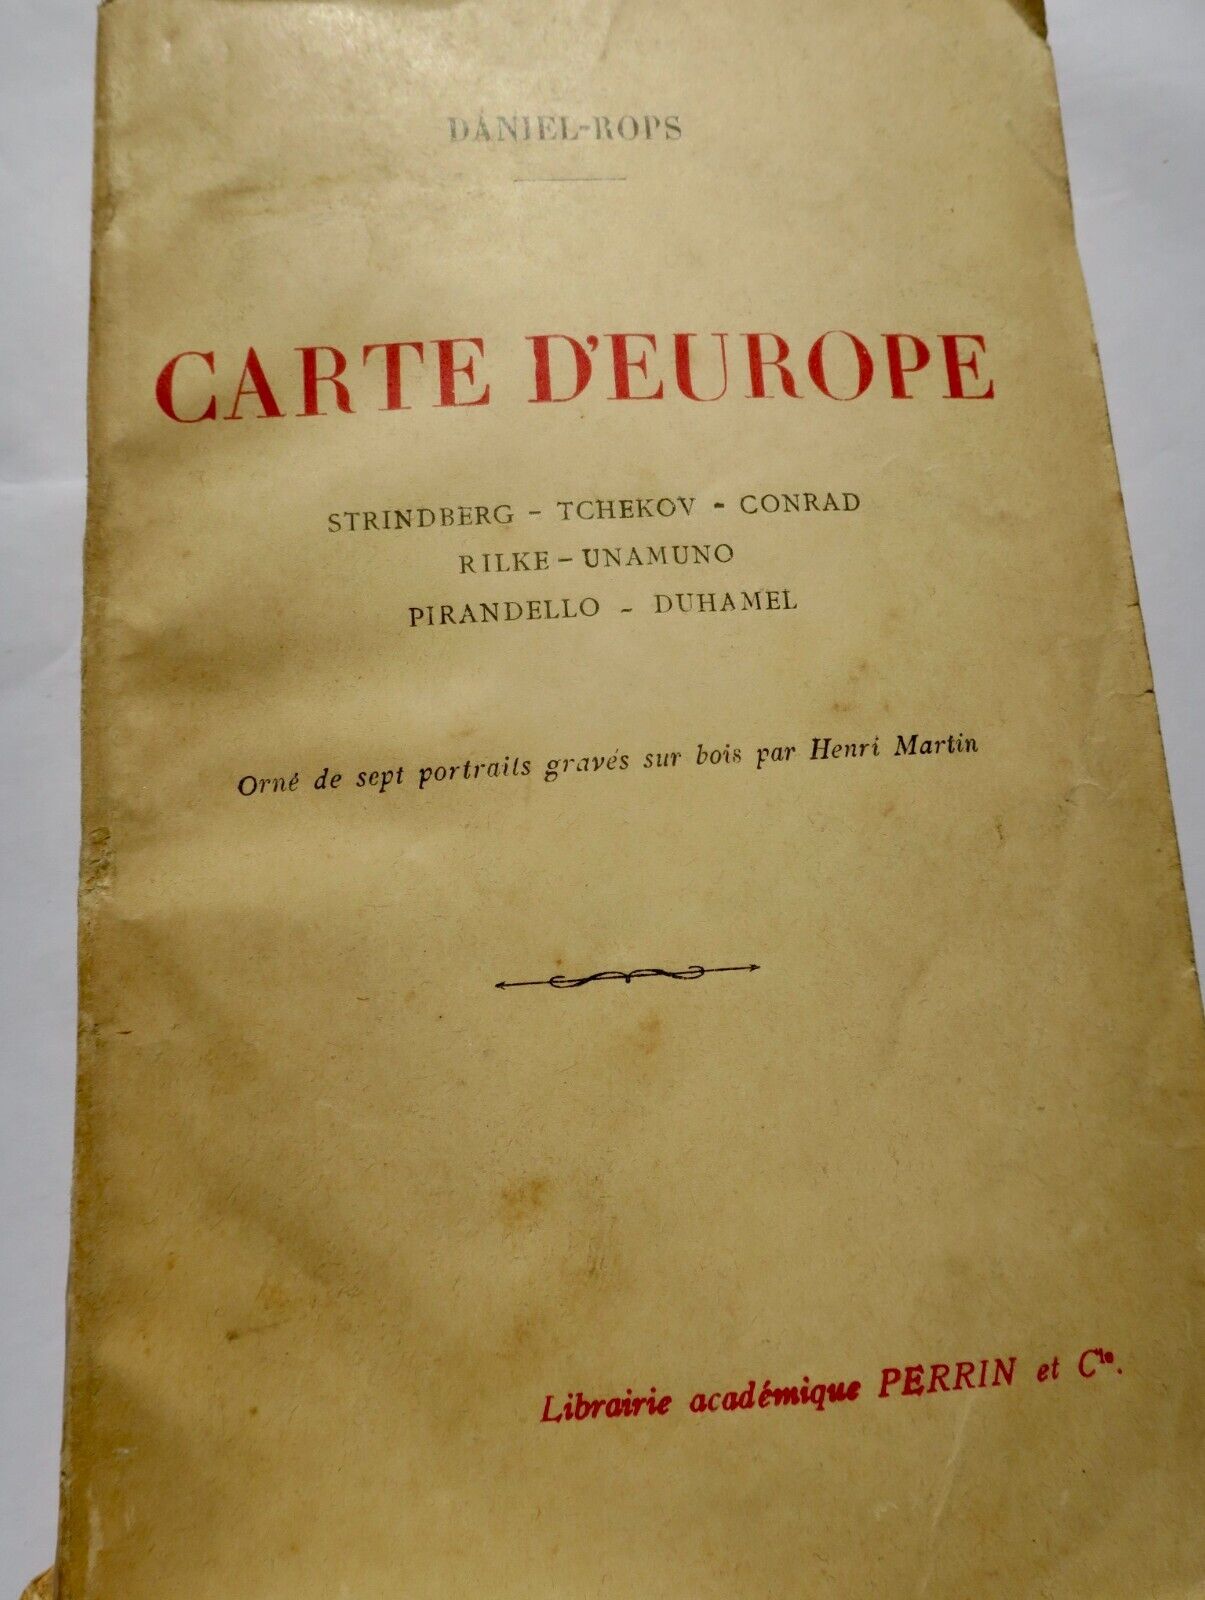 DANIEL-ROPS
CARTE D'EUROPE
STRINDBERG - TCHEKOV - CONRAD
RILKE - UNAMUNO
PIRANDELLO - DUHAMEL
Orné de sept portraits gravés sur bois par Henri Martin
Librairie académique PERRIN et Cie.